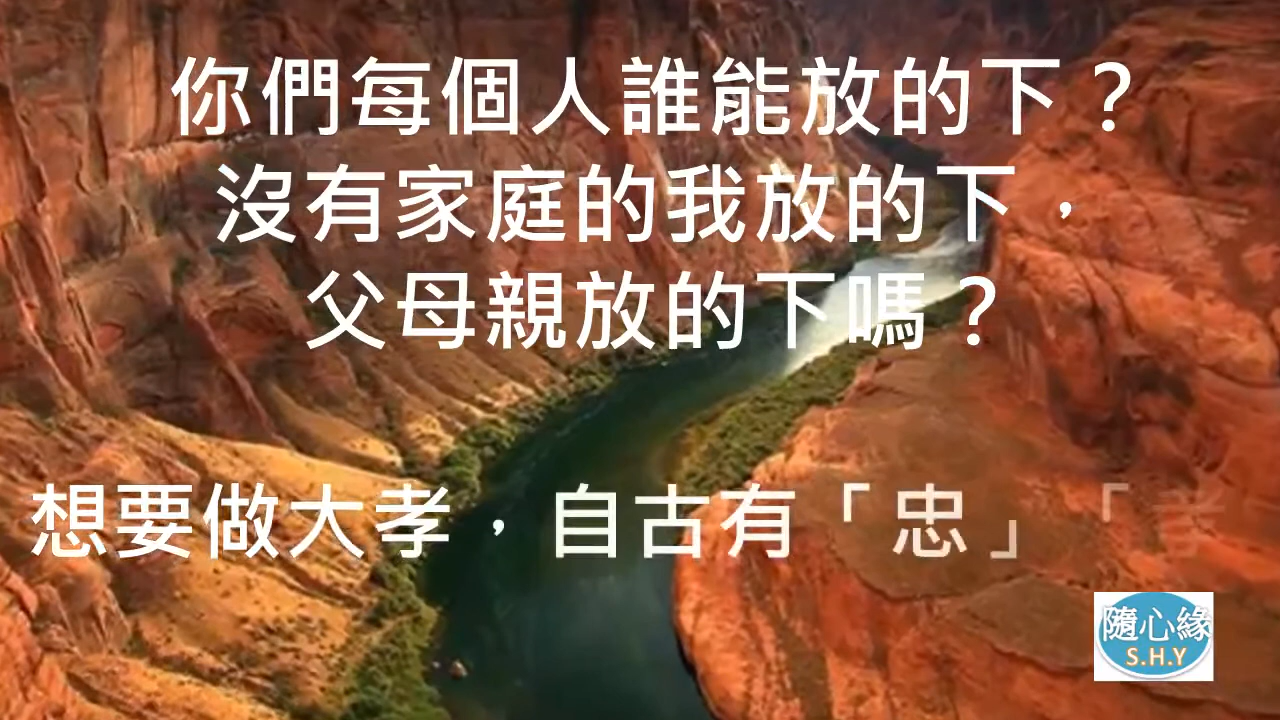 你們每個人誰能放的下？
沒有家庭的我放的下，
父母親放的下嗎？
想要做大孝，自古有「忠」「孝
隨心緣
S.H.Y